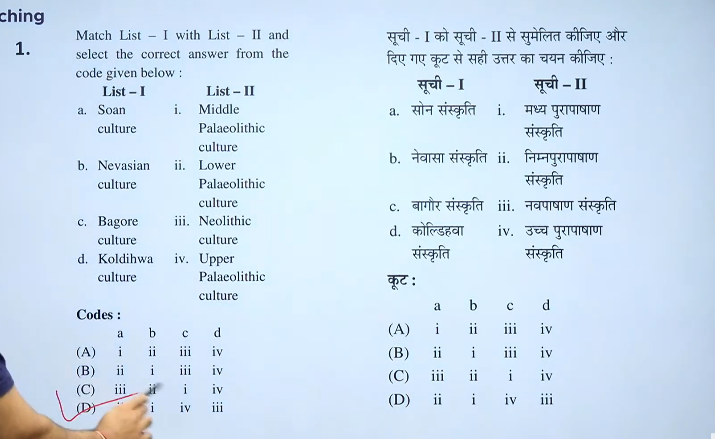 ching
1.
Match List – I with List – II and
select the correct answer from the
code given below :
List – I List – II
a. Soan culture i. Middle Palaeolithic culture
b. Nevasian culture ii. Lower Palaeolithic culture
c. Bagore culture iii. Neolithic culture
d. Koldihwa culture iv. Upper Palaeolithic culture
Codes :
a b c d
(A) i ii iii iv
(B) ii i iii iv
(C) iii ii i iv
(D) i iv iii
सूची - I को सूची - II से सुमेलित कीजिए और
दिए गए कूट से सही उत्तर का चयन कीजिए :
सूची – I सूची – II
a. सोन संस्कृति i. मध्य पुरापाषाण संस्कृति
b. नेवासा संस्कृति ii. निम्नपुरापाषाण संस्कृति
c. बागौर संस्कृति iii. नवपाषाण संस्कृति
d. कोल्डिहवा संस्कृति iv. उच्च पुरापाषाण संस्कृति
कूट :
a b c d
(A) i ii iii iv
(B) ii i iii iv
(C) iii ii i iv
(D) ii i iv iii